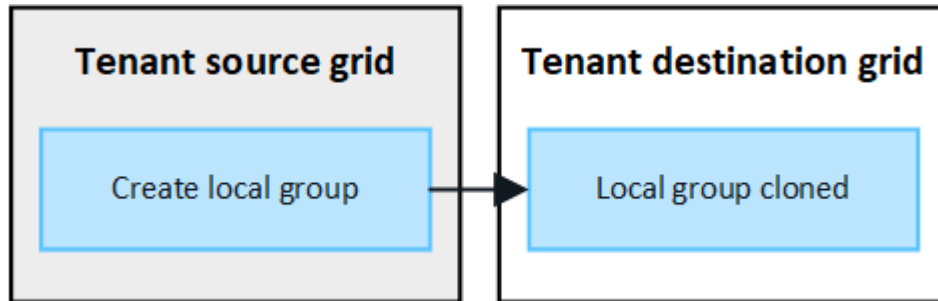 Tenant source grid
Create local group
Tenant destination grid
Local group cloned